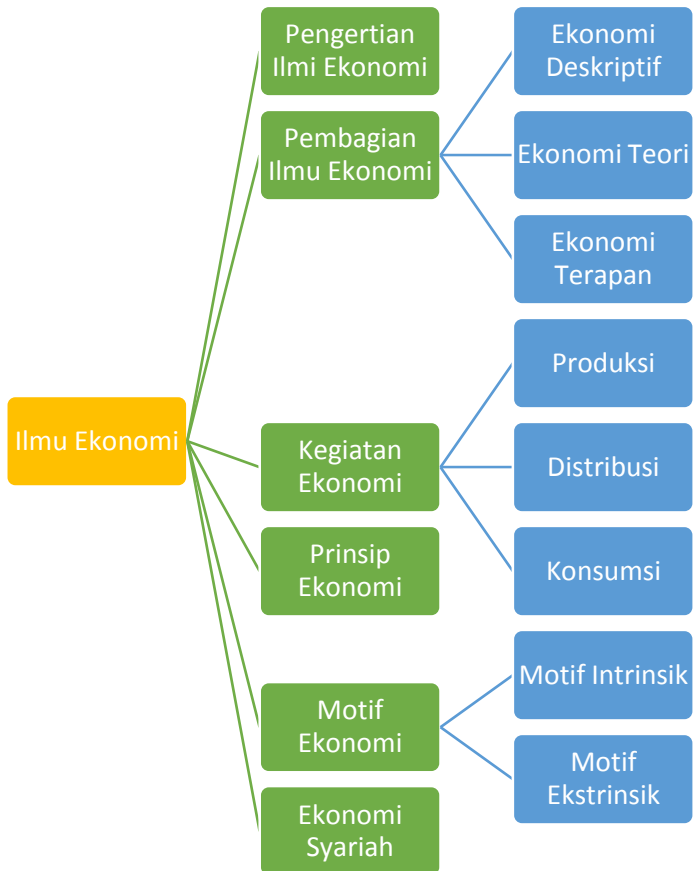 Ilmu Ekonomi
Pengertian
Ilmi Ekonomi
Pembagian
Ilmu Ekonomi
Ekonomi
Deskriptif
Ekonomi Teori
Ekonomi
Terapan
Kegiatan
Ekonomi
Produksi
Distribusi
Konsumsi
Prinsip
Ekonomi
Motif
Ekonomi
Motif Intrinsik
Motif
Ekstrinsik
Ekonomi
Syariah